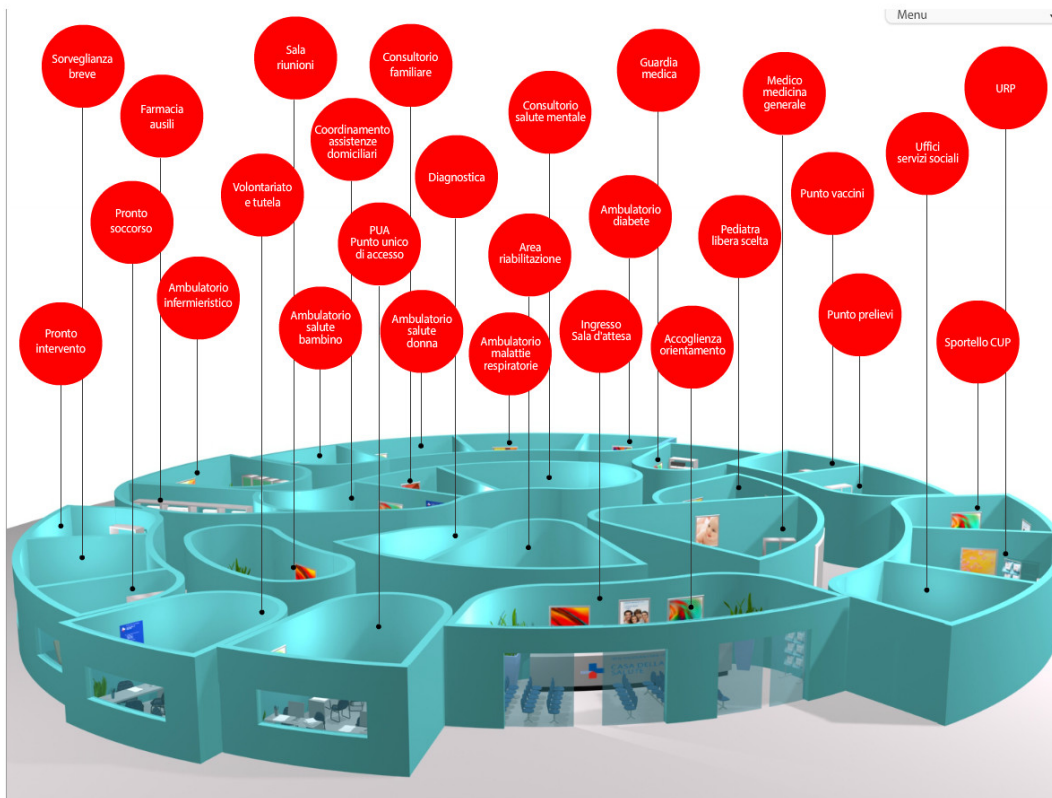 Menu
Sorveglianza
breve
Sala
riunioni
Consultorio
familiare
Guardia
medica
Medico
medicina
generale
URP
Farmacia
ausili
Coordinamento
assistenze
domiciliari
Consultorio
salute mentale
Uffici
servizi sociali
Diagnostica
Volontariato
e tutela
Punto vaccini
Pronto
soccorso
Ambulatorio
diabete
PUA
Punto unico
di accesso
Pediatra
libera scelta
Area
riabilitazione
Ambulatorio
infermieristico
Punto prelievi
Ambulatorio
salute
bambino
Ambulatorio
salute
donna
Ingresso
Sala d'attesa
Pronto
intervento
Ambulatorio
malattie
respiratorie
Accoglienza
orientamento
Sportello CUP
CASA DELLA